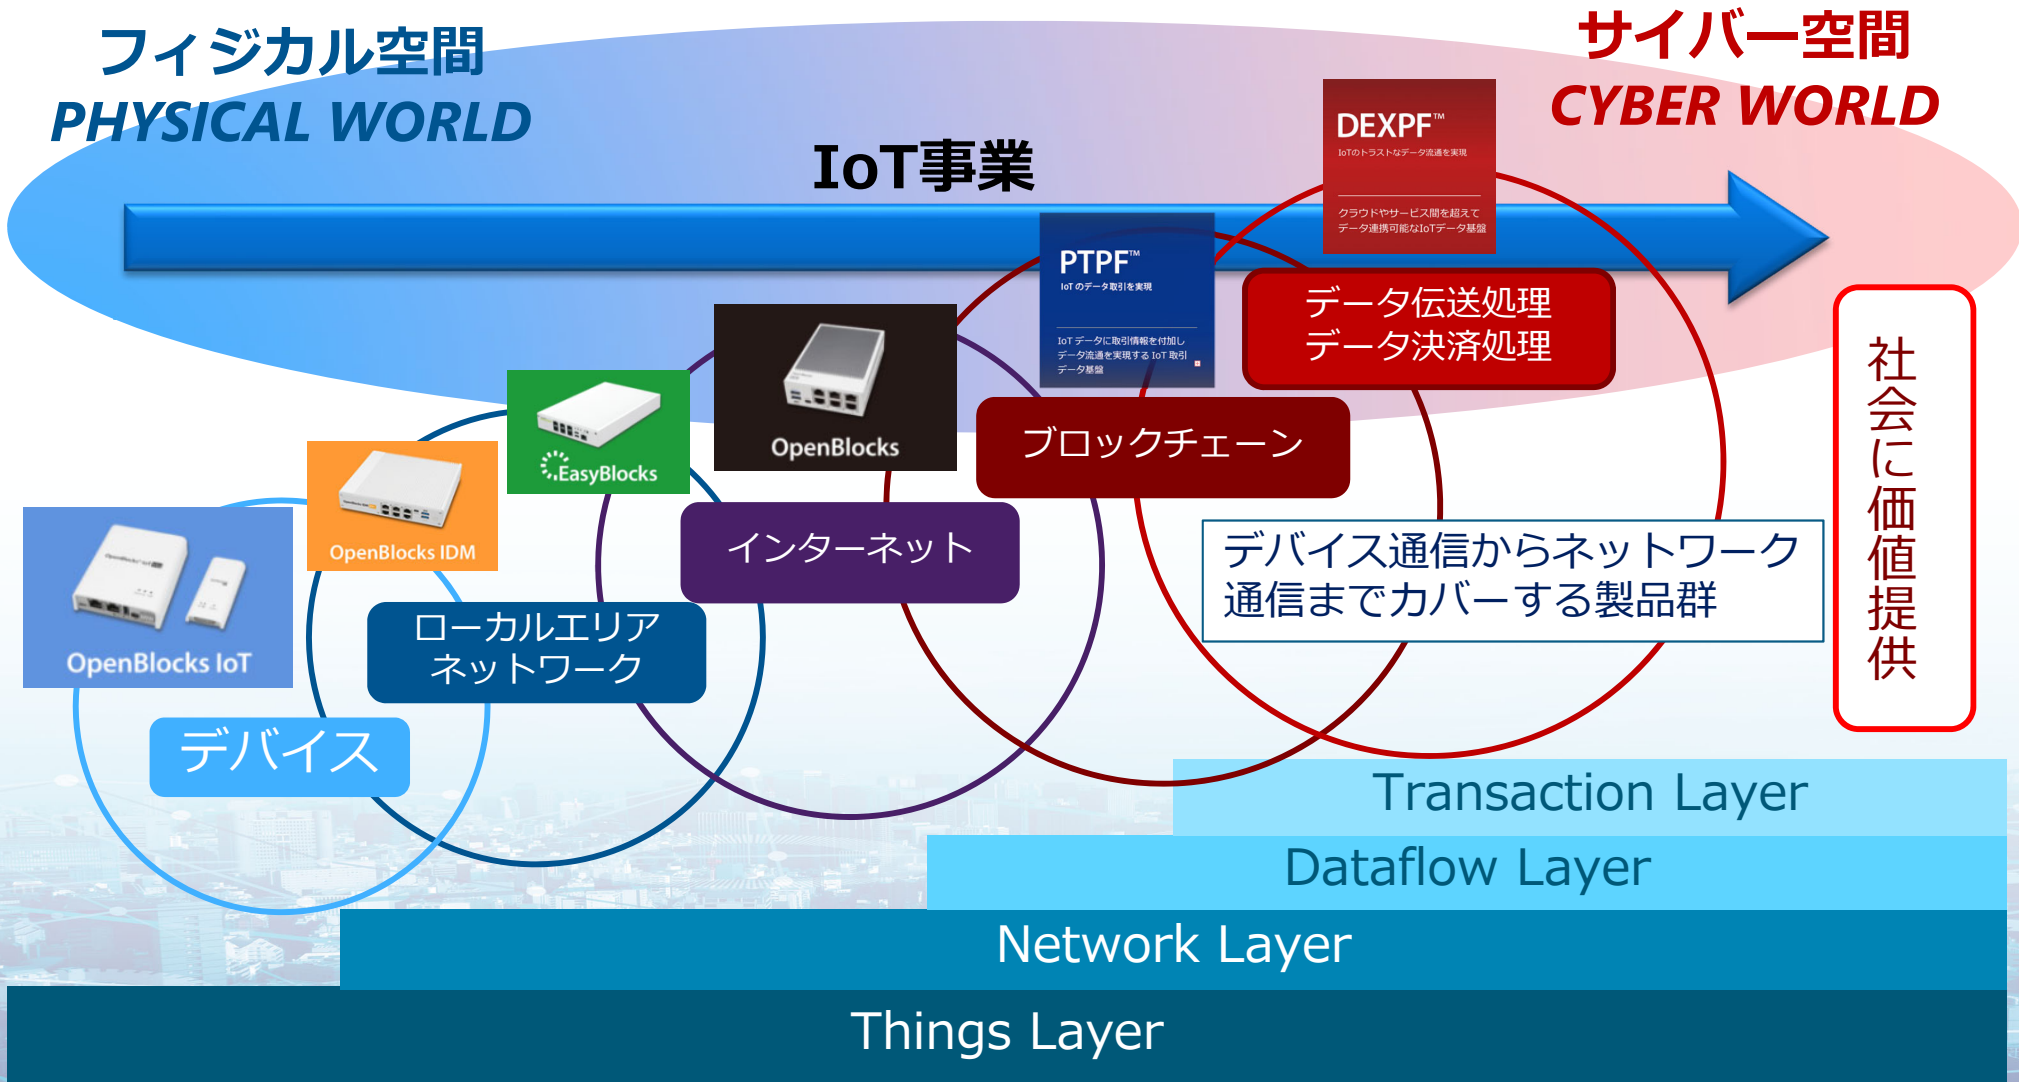 フィジカル空間
PHYSICAL WORLD
サイバー空間
CYBER WORLD
IoT事業
DEXPF™
IoTのトラストなデータ流通を実現
クラウドやサービス間を超えて
データ連携可能なIoTデータ基盤
PTPF™
IoT のデータ取引を実現
IoT データに取引情報を付加し
データ流通を実現する IoT 取引
データ基盤
データ伝送処理
データ決済処理
社会に価値提供
OpenBlocks
EasyBlocks
OpenBlocks IDM
OpenBlocks IoT
ブロックチェーン
インターネット
ローカルエリア
ネットワーク
デバイス
デバイス通信からネットワーク
通信までカバーする製品群
Transaction Layer
Dataflow Layer
Network Layer
Things Layer